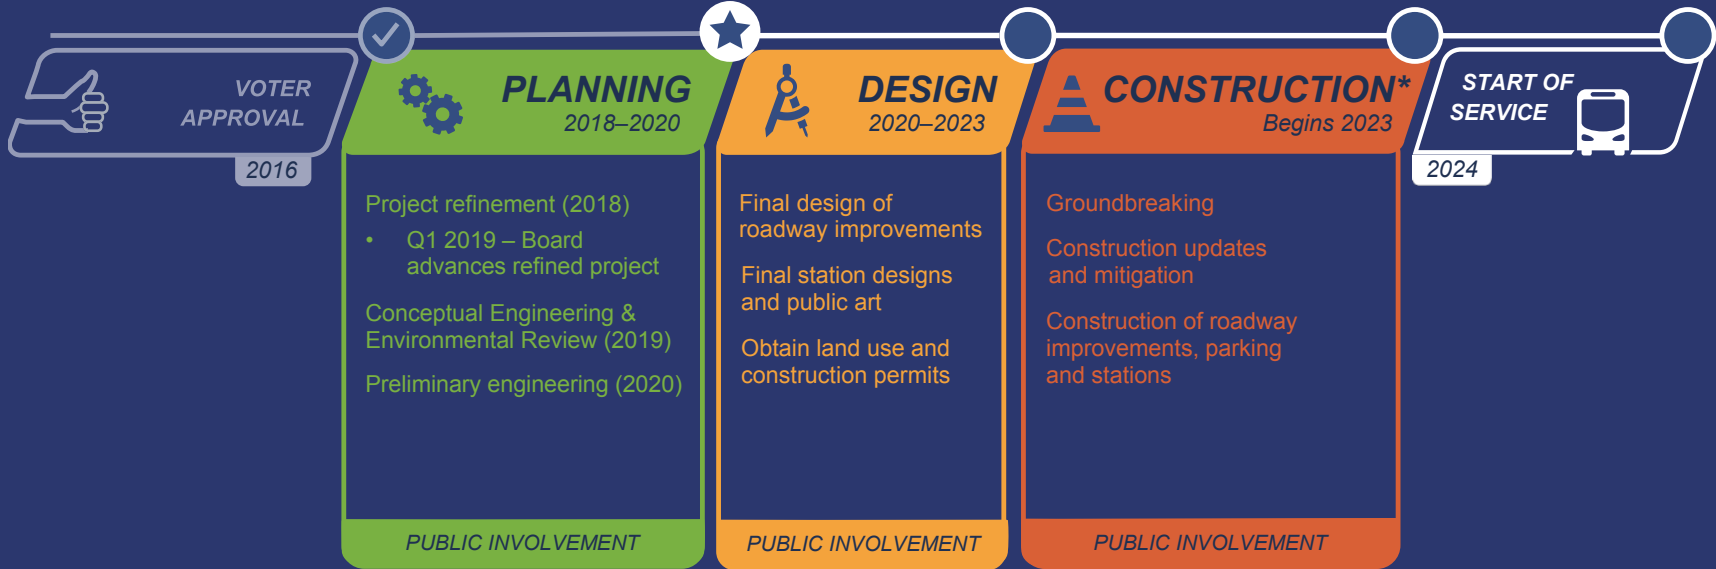 VOTER
APPROVAL
2016
PLANNING
2018–2020
Project refinement (2018)
• Q1 2019 – Board
advances refined project
Conceptual Engineering &
Environmental Review (2019)
Preliminary engineering (2020)
PUBLIC INVOLVEMENT
DESIGN
2020–2023
Final design of
roadway improvements
Final station designs
and public art
Obtain land use and
construction permits
PUBLIC INVOLVEMENT
CONSTRUCTION*
Begins 2023
Groundbreaking
Construction updates
and mitigation
Construction of roadway
improvements, parking
and stations
PUBLIC INVOLVEMENT
START OF
SERVICE
2024